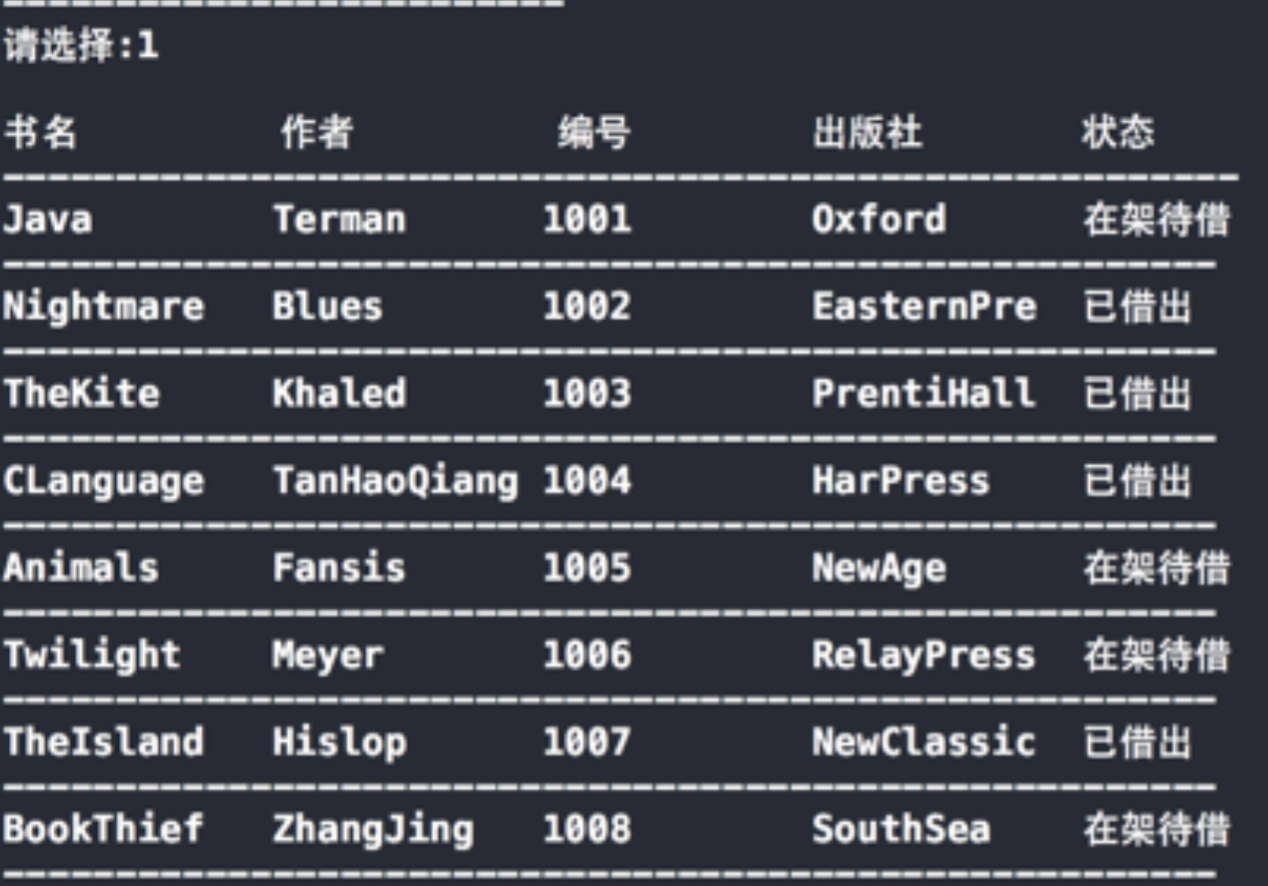 请选择:1
书名 作者 编号 出版社 状态
Java Terman 1001 Oxford 在架待借
Nightmare Blues 1002 EasternPre 已借出
TheKite Khaled 1003 PrentiHall 已借出
CLanguage TanHaoQiang 1004 HarPress 已借出
Animals Fansis 1005 NewAge 在架待借
Twilight Meyer 1006 RelayPress 在架待借
TheIsland Hislop 1007 NewClassic 已借出
BookThief ZhangJing 1008 SouthSea 在架待借